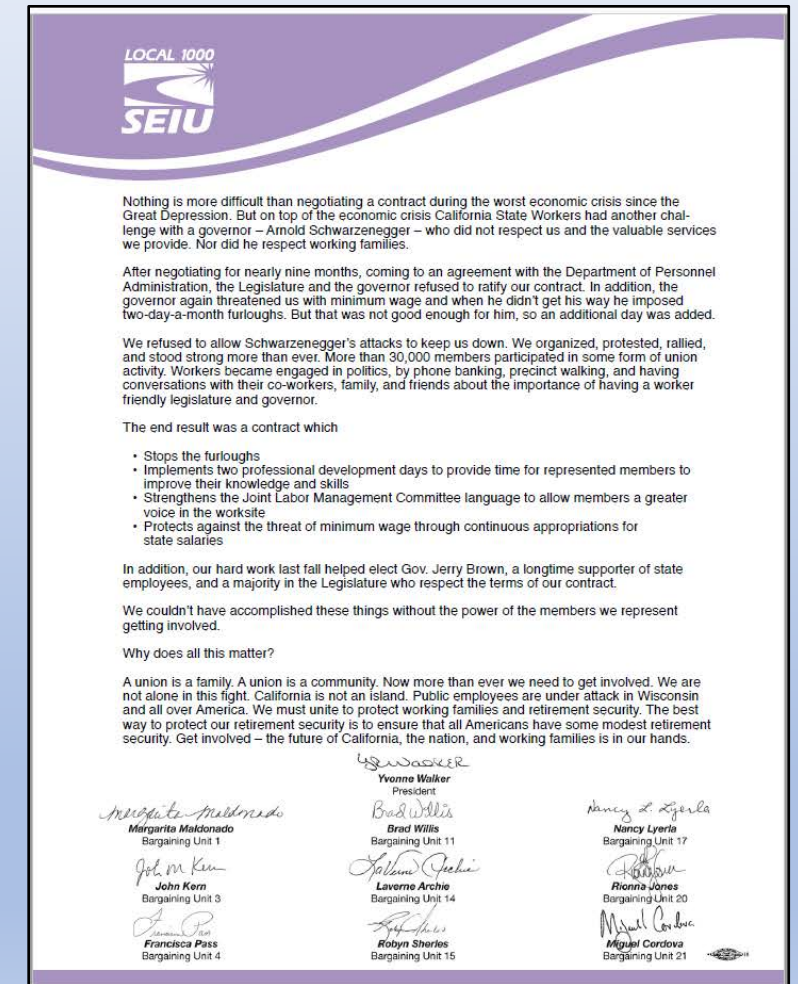 LOCAL 1000
SEIU
Nothing is more difficult than negotiating a contract during the worst economic crisis since the
Great Depression. But on top of the economic crisis California State Workers had another chal-
lenge with a governor – Arnold Schwarzenegger – who did not respect us and the valuable services
we provide. Nor did he respect working families.
After negotiating for nearly nine months, coming to an agreement with the Department of Personnel
Administration, the Legislature and the governor refused to ratify our contract. In addition, the
governor again threatened us with minimum wage and when he didn't get his way he imposed
two-day-a-month furloughs. But that was not good enough for him, so an additional day was added.
We refused to allow Schwarzenegger's attacks to keep us down. We organized, protested, rallied,
and stood strong more than ever. More than 30,000 members participated in some form of union
activity. Workers became engaged in politics, by phone banking, precinct walking, and having
conversations with their co-workers, family, and friends about the importance of having a worker
friendly legislature and governor.
The end result was a contract which
• Stops the furloughs
• Implements two professional development days to provide time for represented members to
improve their knowledge and skills
• Strengthens the Joint Labor Management Committee language to allow members a greater
voice in the worksite
• Protects against the threat of minimum wage through continuous appropriations for
state salaries
In addition, our hard work last fall helped elect Gov. Jerry Brown, a longtime supporter of state
employees, and a majority in the Legislature who respect the terms of our contract.
We couldn't have accomplished these things without the power of the members we represent
getting involved.
Why does all this matter?
A union is a family. A union is a community. Now more than ever we need to get involved. We are
not alone in this fight. California is not an island. Public employees are under attack in Wisconsin
and all over America. We must unite to protect working families and retirement security. The best
way to protect our retirement security is to ensure that all Americans have some modest retirement
security. Get involved – the future of California, the nation, and working families is in our hands.
Yvonne Walker
President
Margarita Maldonado Brad Willis Nancy L. Lyerla
Margarita Maldonado Brad Willis Nancy Lyerla
Bargaining Unit 1 Bargaining Unit 11 Bargaining Unit 17
John M Kern LaVerne Archie
John Kern Laverne Archie Rionna Jones
Bargaining Unit 3 Bargaining Unit 14 Bargaining Unit 20
Miguel Cordova
Francisca Pass Robyn Sherles Miguel Cordova
Bargaining Unit 4 Bargaining Unit 15 Bargaining Unit 21